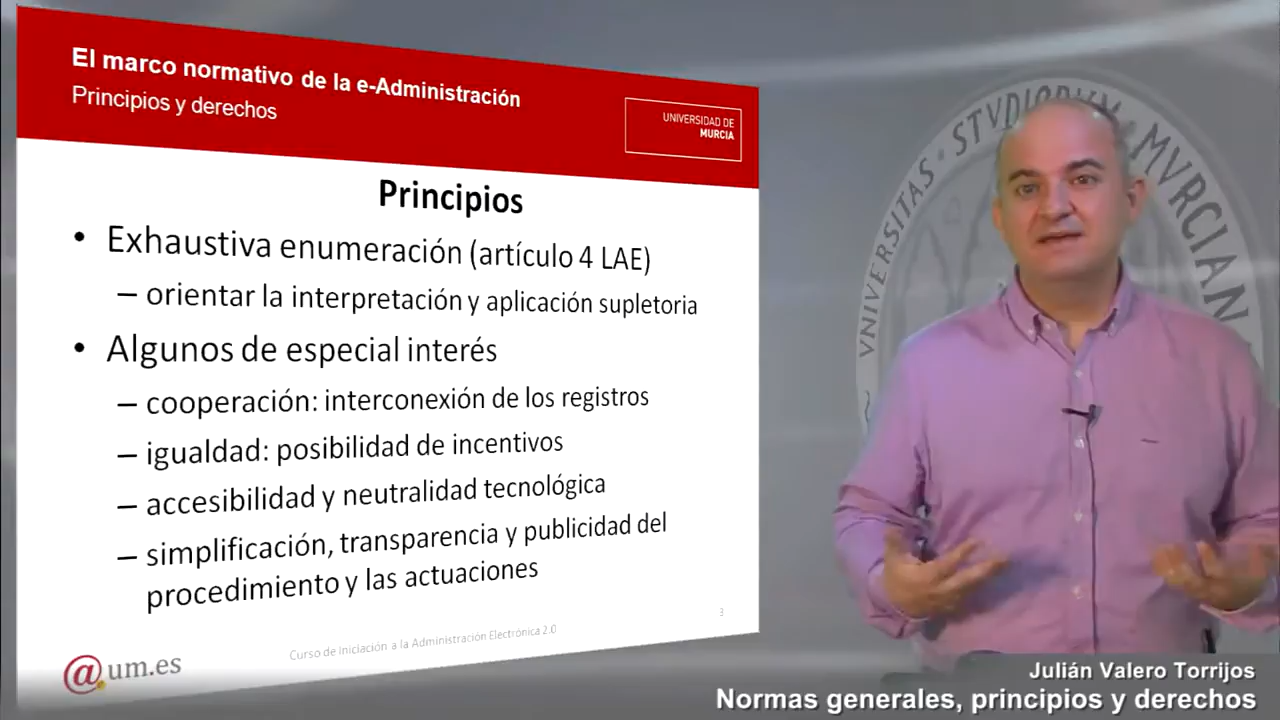 El marco normativo de la e-Administración
Principios y derechos
UNIVERSIDAD DE
MURCIA
Principios
• Exhaustiva enumeración (artículo 4 LAE)
– orientar la interpretación y aplicación supletoria
• Algunos de especial interés
– cooperación: interconexión de los registros
– igualdad: posibilidad de incentivos
– accesibilidad y neutralidad tecnológica
– simplificación, transparencia y publicidad del
procedimiento y las actuaciones
3
Curso de Iniciación a la Administración Electrónica 2.0
@um.es
VNIVERSITAS · STVDIORVM MVRCIANA
Julián Valero Torrijos
Normas generales, principios y derechos